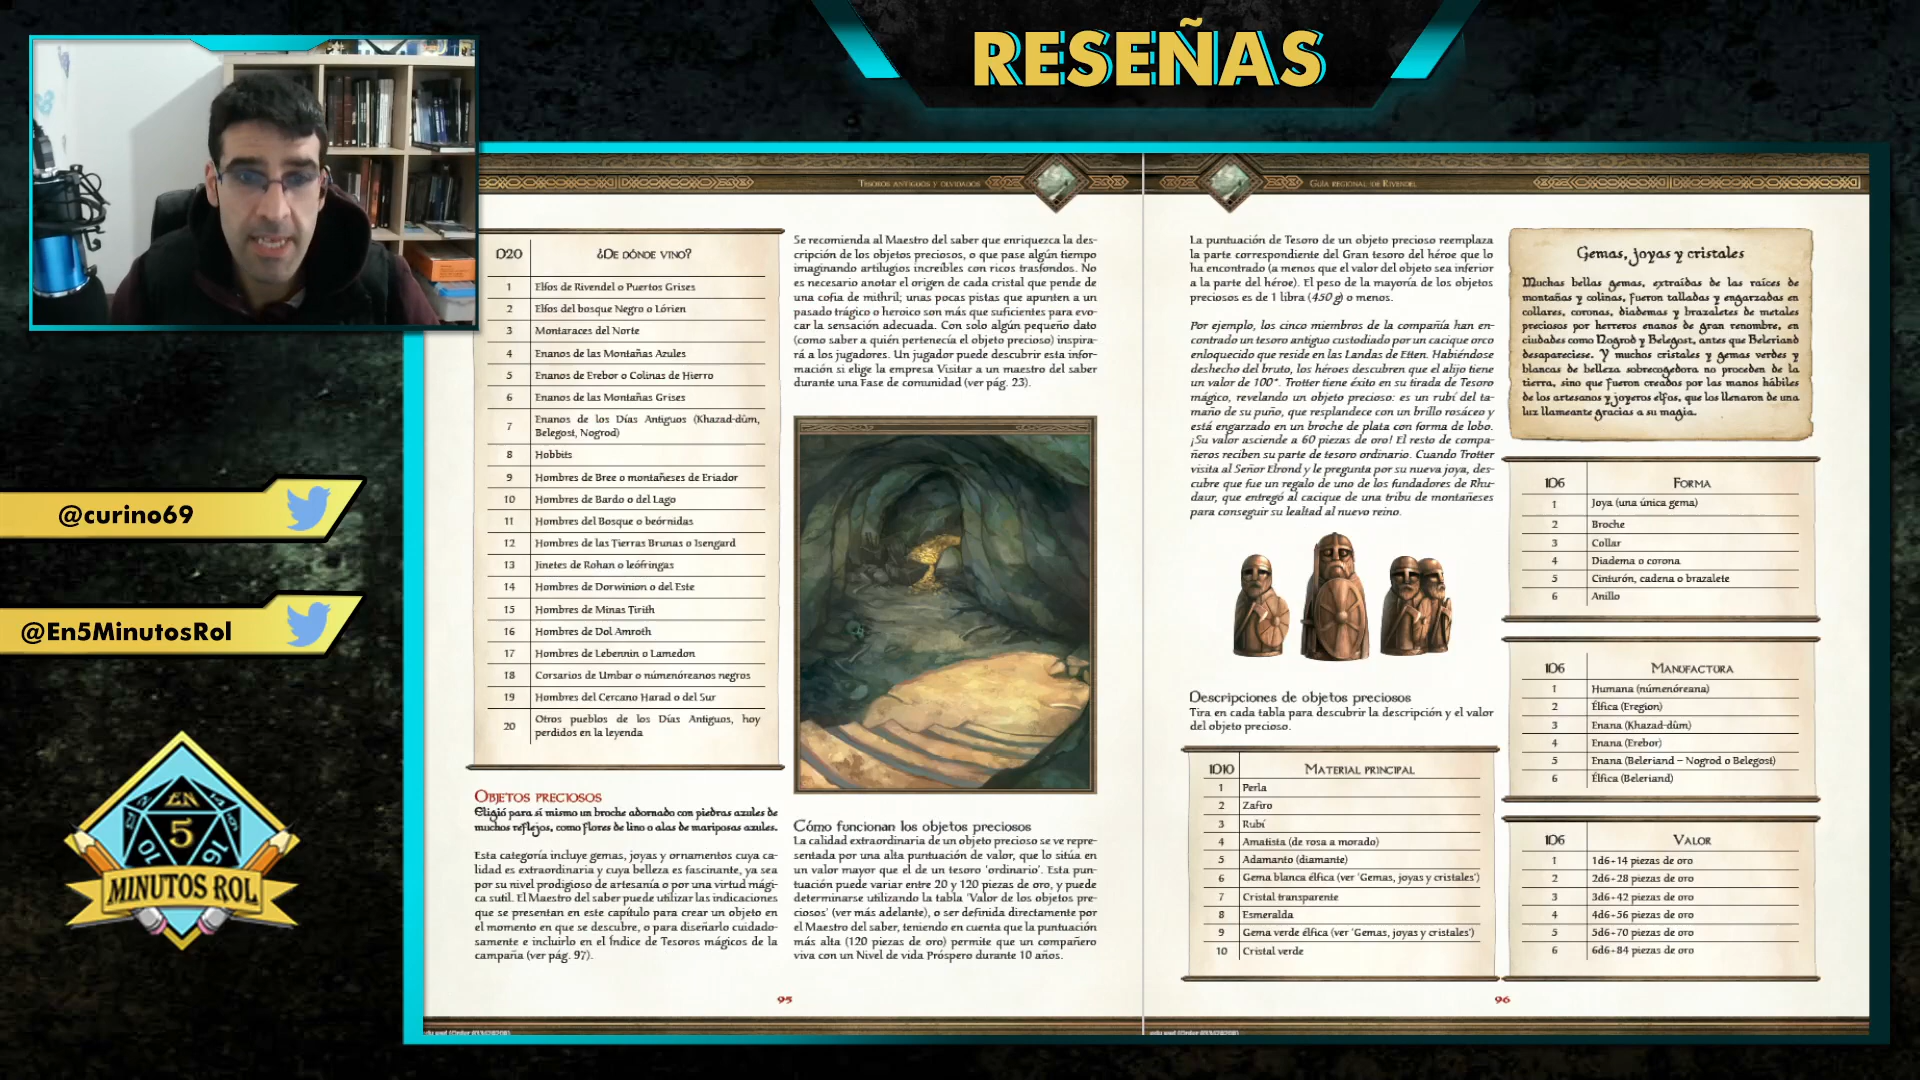 RESEÑAS
@curino69
@En5MinutosRol
EN
5
MINUTOS ROL
Tesoros antiguos y olvidados
D20 ¿De dónde vino?
1 Elfos de Rivendel o Puertos Grises
2 Elfos del bosque Negro o Lórien
3 Montaraces del Norte
4 Enanos de las Montañas Azules
5 Enanos de Erebor o Colinas de Hierro
6 Enanos de las Montañas Grises
7 Enanos de los Días Antiguos (Khazad-dûm,
Belegost, Nogrod)
8 Hobbits
9 Hombres de Bree o montañeses de Eriador
10 Hombres de Bardo o del Lago
11 Hombres del Bosque o beórnidas
12 Hombres de las Tierras Brunas o Isengard
13 Jinetes de Rohan o leófringas
14 Hombres de Dorwinion o del Este
15 Hombres de Minas Tirith
16 Hombres de Dol Amroth
17 Hombres de Lebennin o Lamedon
18 Corsarios de Umbar o númenóreanos negros
19 Hombres del Cercano Harad o del Sur
20 Otros pueblos de los Días Antiguos, hoy
perdidos en la leyenda
Objetos preciosos
Eligió para sí mismo un broche adornado con piedras azules de
muchos reflejos, como flores de lino o alas de mariposas azules.
Esta categoría incluye gemas, joyas y ornamentos cuya ca-
lidad es extraordinaria y cuya belleza es fascinante, ya sea
por su nivel prodigioso de artesanía o por una virtud mági-
ca sutil. El Maestro del saber puede utilizar las indicaciones
que se presentan en este capítulo para crear un objeto en
el momento en que se descubre, o para diseñarlo cuidado-
samente e incluirlo en el Índice de Tesoros mágicos de la
campaña (ver pág. 97).
Se recomienda al Maestro del saber que enriquezca la des-
cripción de los objetos preciosos, o que pase algún tiempo
imaginando artilugios increíbles con ricos trasfondos. No
es necesario anotar el origen de cada cristal que pende de
una cofia de mithril; unas pocas pistas que apunten a un
pasado trágico o heroico son más que suficientes para evo-
car la sensación adecuada. Con solo algún pequeño dato
(como saber a quién pertenecía el objeto precioso) inspira-
rá a los jugadores. Un jugador puede descubrir esta infor-
mación si elige la empresa Visitar a un maestro del saber
durante una Fase de comunidad (ver pág. 23).
Cómo funcionan los objetos preciosos
La calidad extraordinaria de un objeto precioso se ve repre-
sentada por una alta puntuación de valor, que lo sitúa en
un valor mayor que el de un tesoro 'ordinario'. Esta pun-
tuación puede variar entre 20 y 120 piezas de oro, y puede
determinarse utilizando la tabla 'Valor de los objetos pre-
ciosos' (ver más adelante), o ser definida directamente por
el Maestro del saber, teniendo en cuenta que la puntuación
más alta (120 piezas de oro) permite que un compañero
viva con un Nivel de vida Próspero durante 10 años.
95
Guía regional de Rivendel
La puntuación de Tesoro de un objeto precioso reemplaza
la parte correspondiente del Gran tesoro del héroe que lo
ha encontrado (a menos que el valor del objeto sea inferior
a la parte del héroe). El peso de la mayoría de los objetos
preciosos es de 1 libra (450 g) o menos.
Por ejemplo, los cinco miembros de la compañía han en-
contrado un tesoro antiguo custodiado por un cacique orco
enloquecido que reside en las Landas de Etten. Habiéndose
deshecho del bruto, los héroes descubren que el alijo tiene
un valor de 100*. Trotter tiene éxito en su tirada de Tesoro
mágico, revelando un objeto precioso: es un rubí del ta-
maño de su puño, que resplandece con un brillo rosáceo y
está engarzado en un broche de plata con forma de lobo.
¡Su valor asciende a 60 piezas de oro! El resto de compa-
ñeros reciben su parte de tesoro ordinario. Cuando Trotter
visita al Señor Elrond y le pregunta por su nueva joya, des-
cubre que fue un regalo de uno de los fundadores de Rhu-
daur, que entregó al cacique de una tribu de montañeses
para conseguir su lealtad al nuevo reino.
Descripciones de objetos preciosos
Tira en cada tabla para descubrir la descripción y el valor
del objeto precioso.
1D10 Material principal
1 Perla
2 Zafiro
3 Rubí
4 Amatista (de rosa a morado)
5 Adamanto (diamante)
6 Gema blanca élfica (ver 'Gemas, joyas y cristales')
7 Cristal transparente
8 Esmeralda
9 Gema verde élfica (ver 'Gemas, joyas y cristales')
10 Cristal verde
Gemas, joyas y cristales
Muchas bellas gemas, extraídas de las raíces de
montañas y colinas, fueron talladas y engarzadas en
collares, coronas, diademas y brazaletes de metales
preciosos por herreros enanos de gran renombre, en
ciudades como Nogrod y Belegost, antes que Beleriand
desapareciese. Y muchos cristales y gemas verdes y
blancas de belleza sobrecogedora no proceden de la
tierra, sino que fueron creados por las manos hábiles
de los artesanos y joyeros elfos, que los llenaron de una
luz llameante gracias a su magia.
1D6 Forma
1 Joya (una única gema)
2 Broche
3 Collar
4 Diadema o corona
5 Cinturón, cadena o brazalete
6 Anillo
1D6 Manufactura
1 Humana (númenóreana)
2 Élfica (Eregion)
3 Enana (Khazad-dûm)
4 Enana (Erebor)
5 Enana (Beleriand – Nogrod o Belegost)
6 Élfica (Beleriand)
1D6 Valor
1 1d6+14 piezas de oro
2 2d6+28 piezas de oro
3 3d6+42 piezas de oro
4 4d6+56 piezas de oro
5 5d6+70 piezas de oro
6 6d6+84 piezas de oro
96